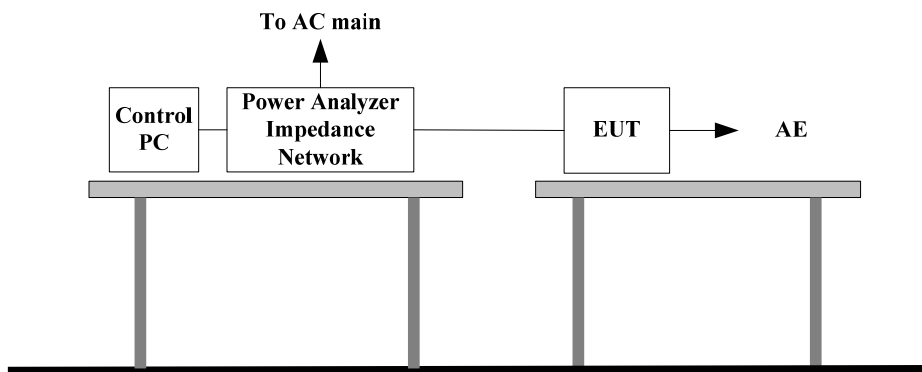 To AC main
Control
PC
Power Analyzer
Impedance
Network
EUT
AE